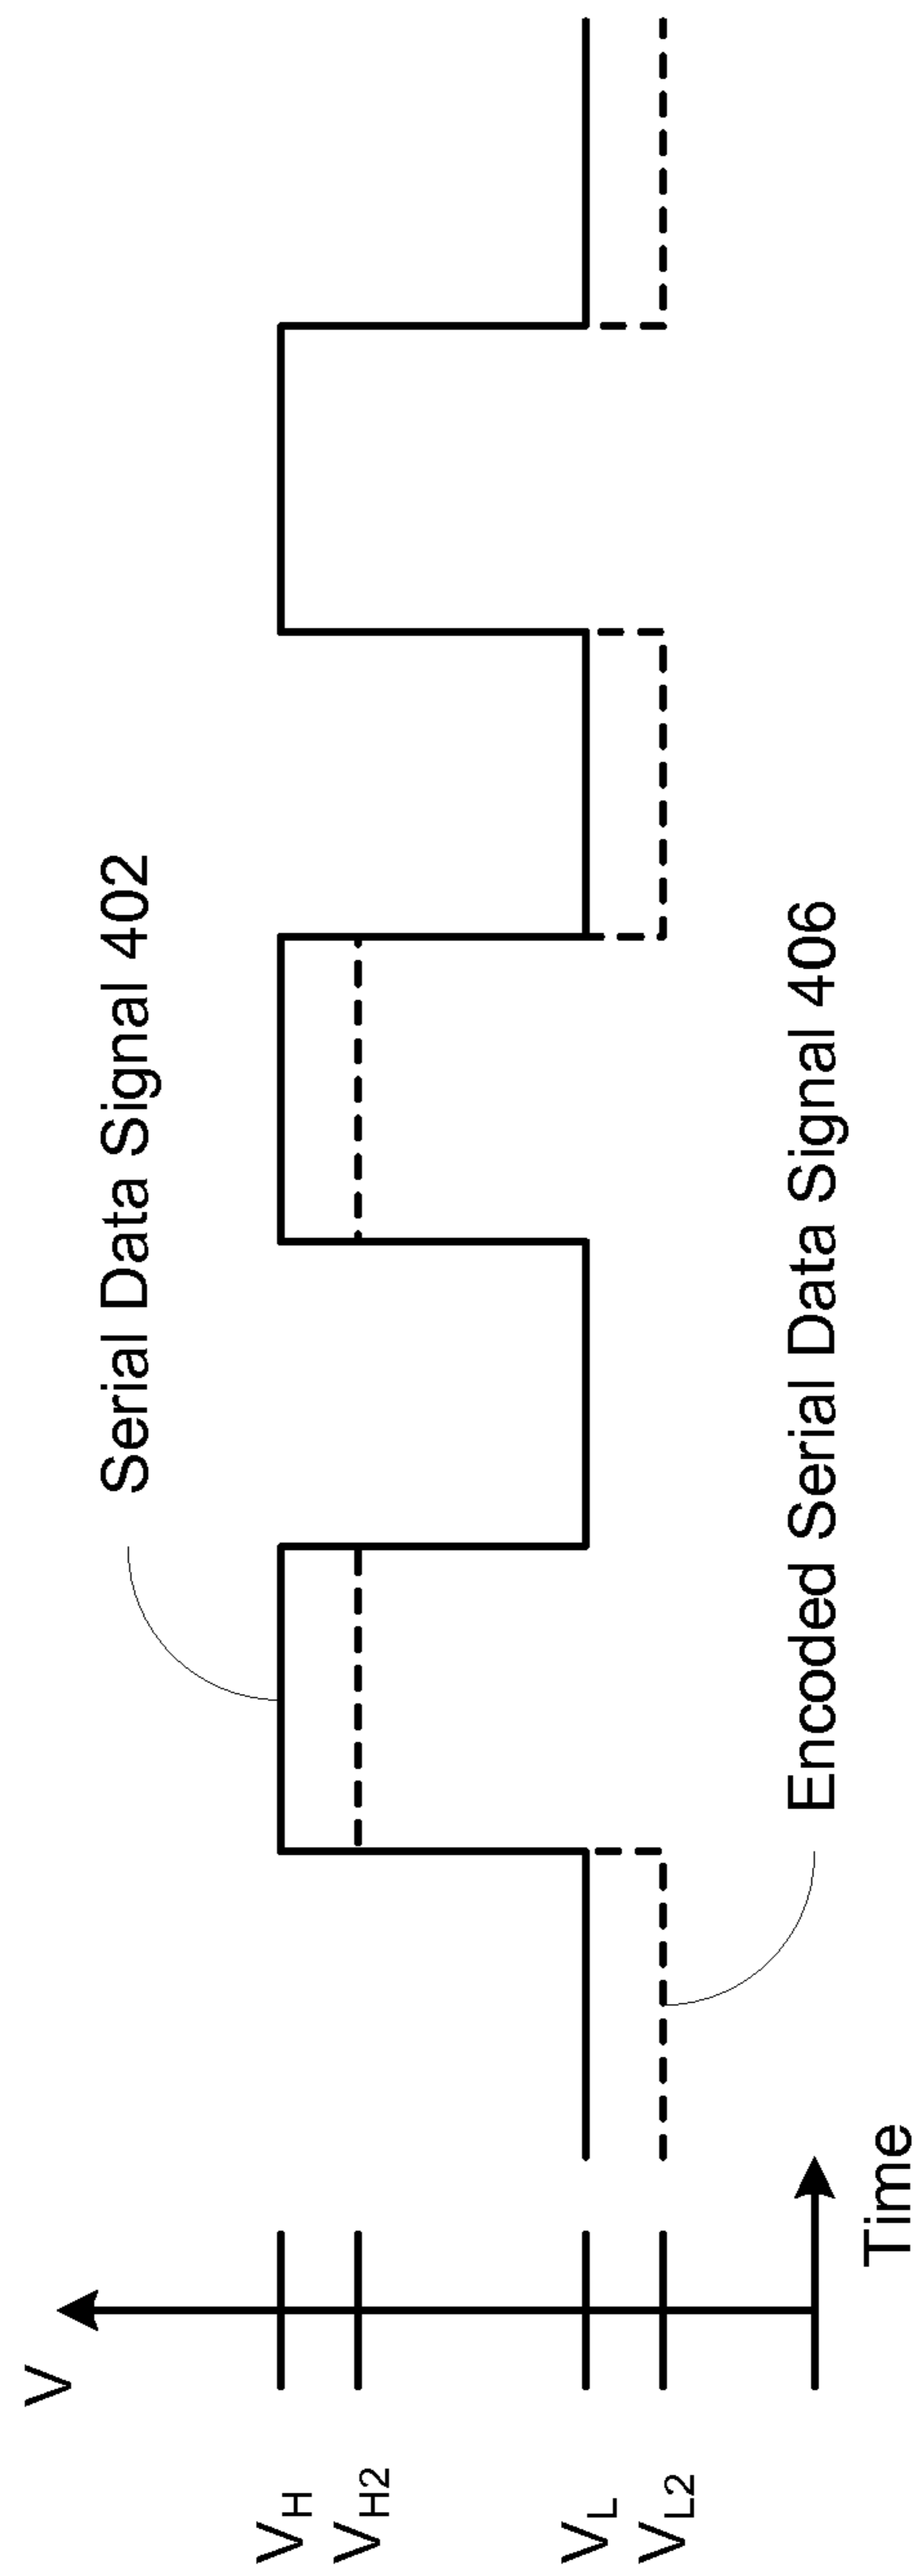 V
V_H
V_H2
V_L
V_L2
Time
Serial Data Signal 402
Encoded Serial Data Signal 406